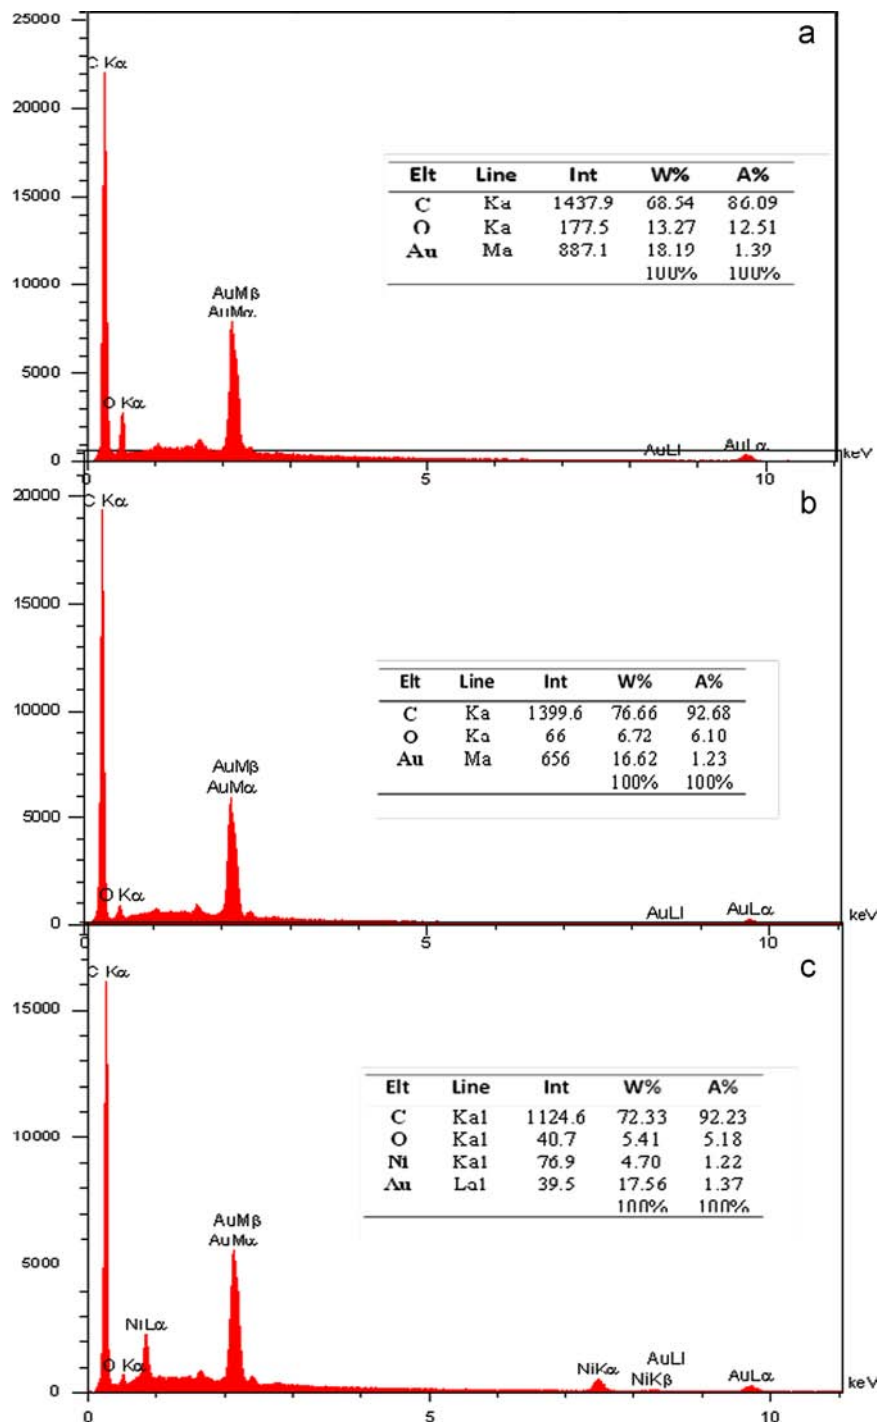 a
25000
20000
15000
10000
5000
0
C Kα
O Kα
AuMβ
AuMα
AuLl
AuLα
keV
0 5 10
Elt Line Int W% A%
C Ka 1437.9 68.54 86.09
O Ka 177.5 13.27 12.51
Au Ma 887.1 18.19 1.39
100% 100%
b
20000
15000
10000
5000
0
C Kα
O Kα
AuMβ
AuMα
AuLl
AuLα
keV
0 5 10
Elt Line Int W% A%
C Ka 1399.6 76.66 92.68
O Ka 66 6.72 6.10
Au Ma 656 16.62 1.23
100% 100%
c
15000
10000
5000
0
C Kα
O Kα
NiLα
AuMβ
AuMα
NiKα
AuLl
NiKβ
AuLα
keV
0 5 10
Elt Line Int W% A%
C Ka1 1124.6 72.33 92.23
O Ka1 40.7 5.41 5.18
Ni Ka1 76.9 4.70 1.22
Au La1 39.5 17.56 1.37
100% 100%